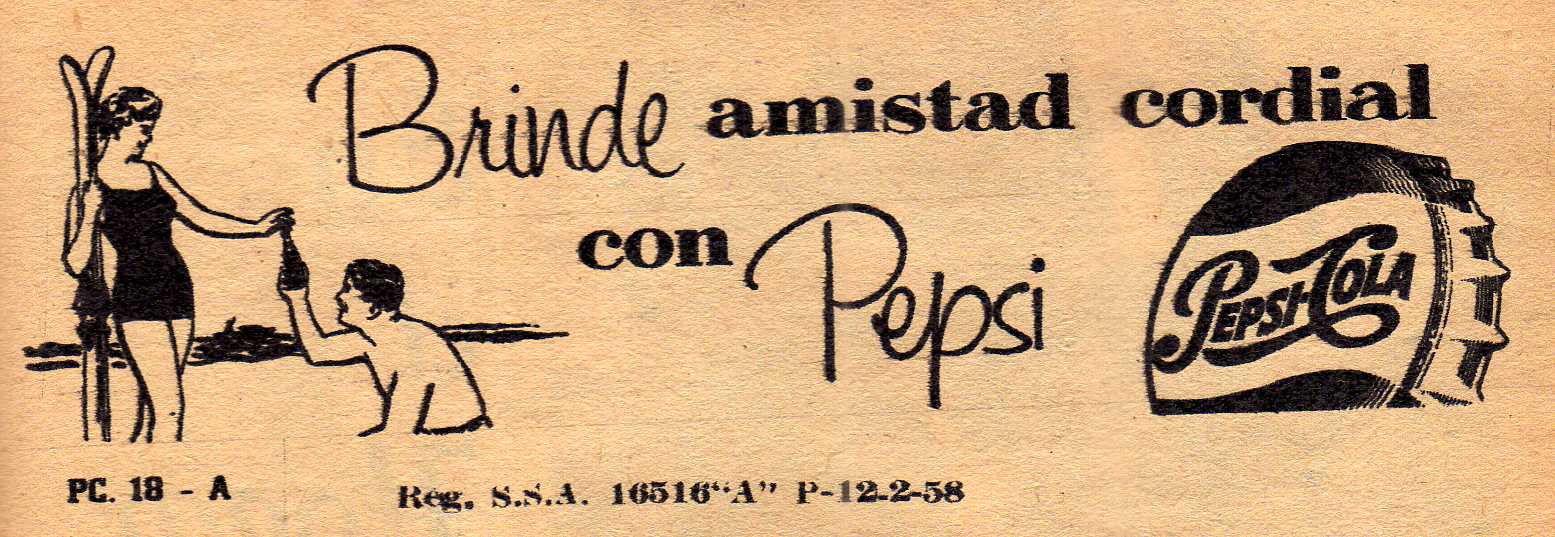 Brinde amistad cordial
con Pepsi
PEPSI-COLA
PC. 18 - A
Reg. S.S.A. 16516"A" P-12-2-58